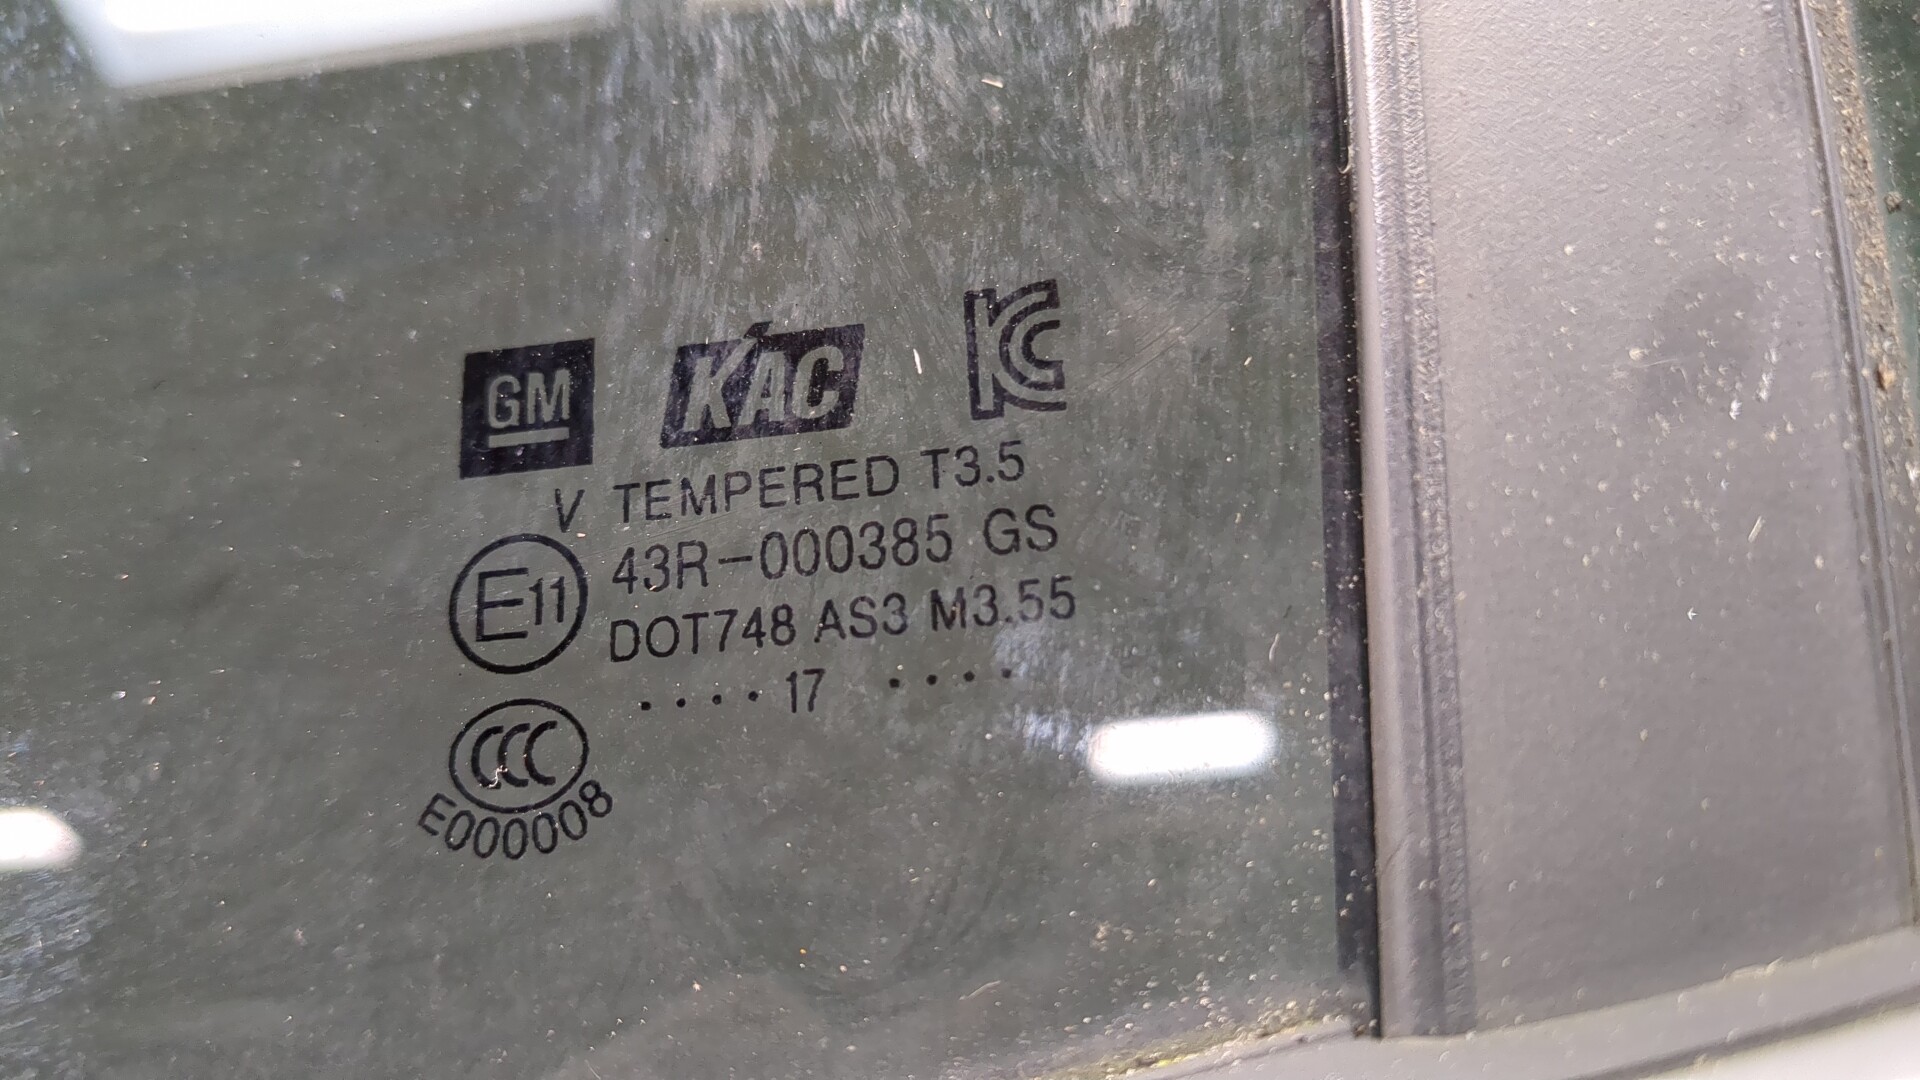 GM KAC KC
V TEMPERED T3.5
E11 43R-000385 GS
DOT748 AS3 M3.55
· · · · 17 · · · ·
CCC
E000008